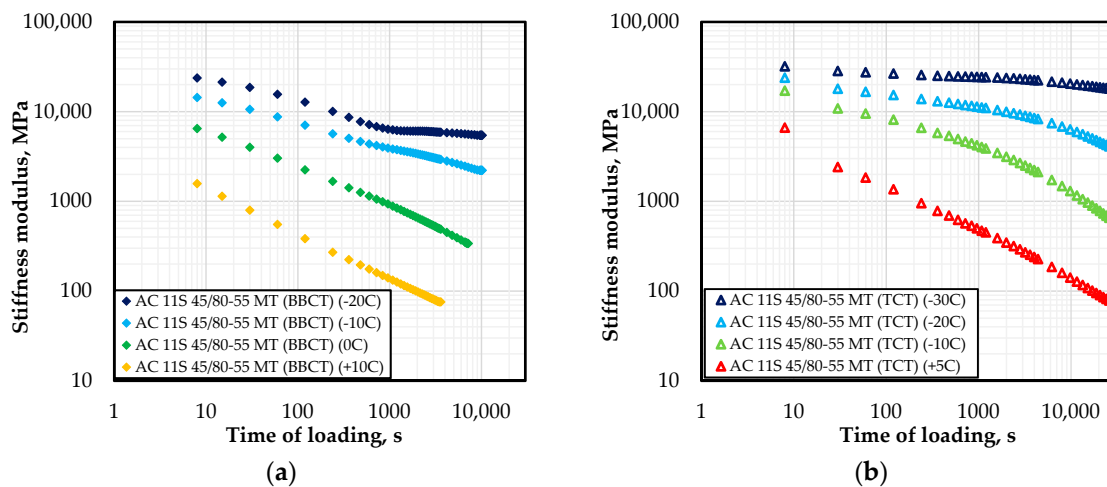 100,000
10,000
1000
100
10
Stiffness modulus, MPa
AC 11S 45/80-55 MT (BBCT) (-20C)
AC 11S 45/80-55 MT (BBCT) (-10C)
AC 11S 45/80-55 MT (BBCT) (0C)
AC 11S 45/80-55 MT (BBCT) (+10C)
1 10 100 1000 10,000
Time of loading, s
(a)
100,000
10,000
1000
100
10
Stiffness modulus, MPa
AC 11S 45/80-55 MT (TCT) (-30C)
AC 11S 45/80-55 MT (TCT) (-20C)
AC 11S 45/80-55 MT (TCT) (-10C)
AC 11S 45/80-55 MT (TCT) (+5C)
1 10 100 1000 10,000
Time of loading, s
(b)